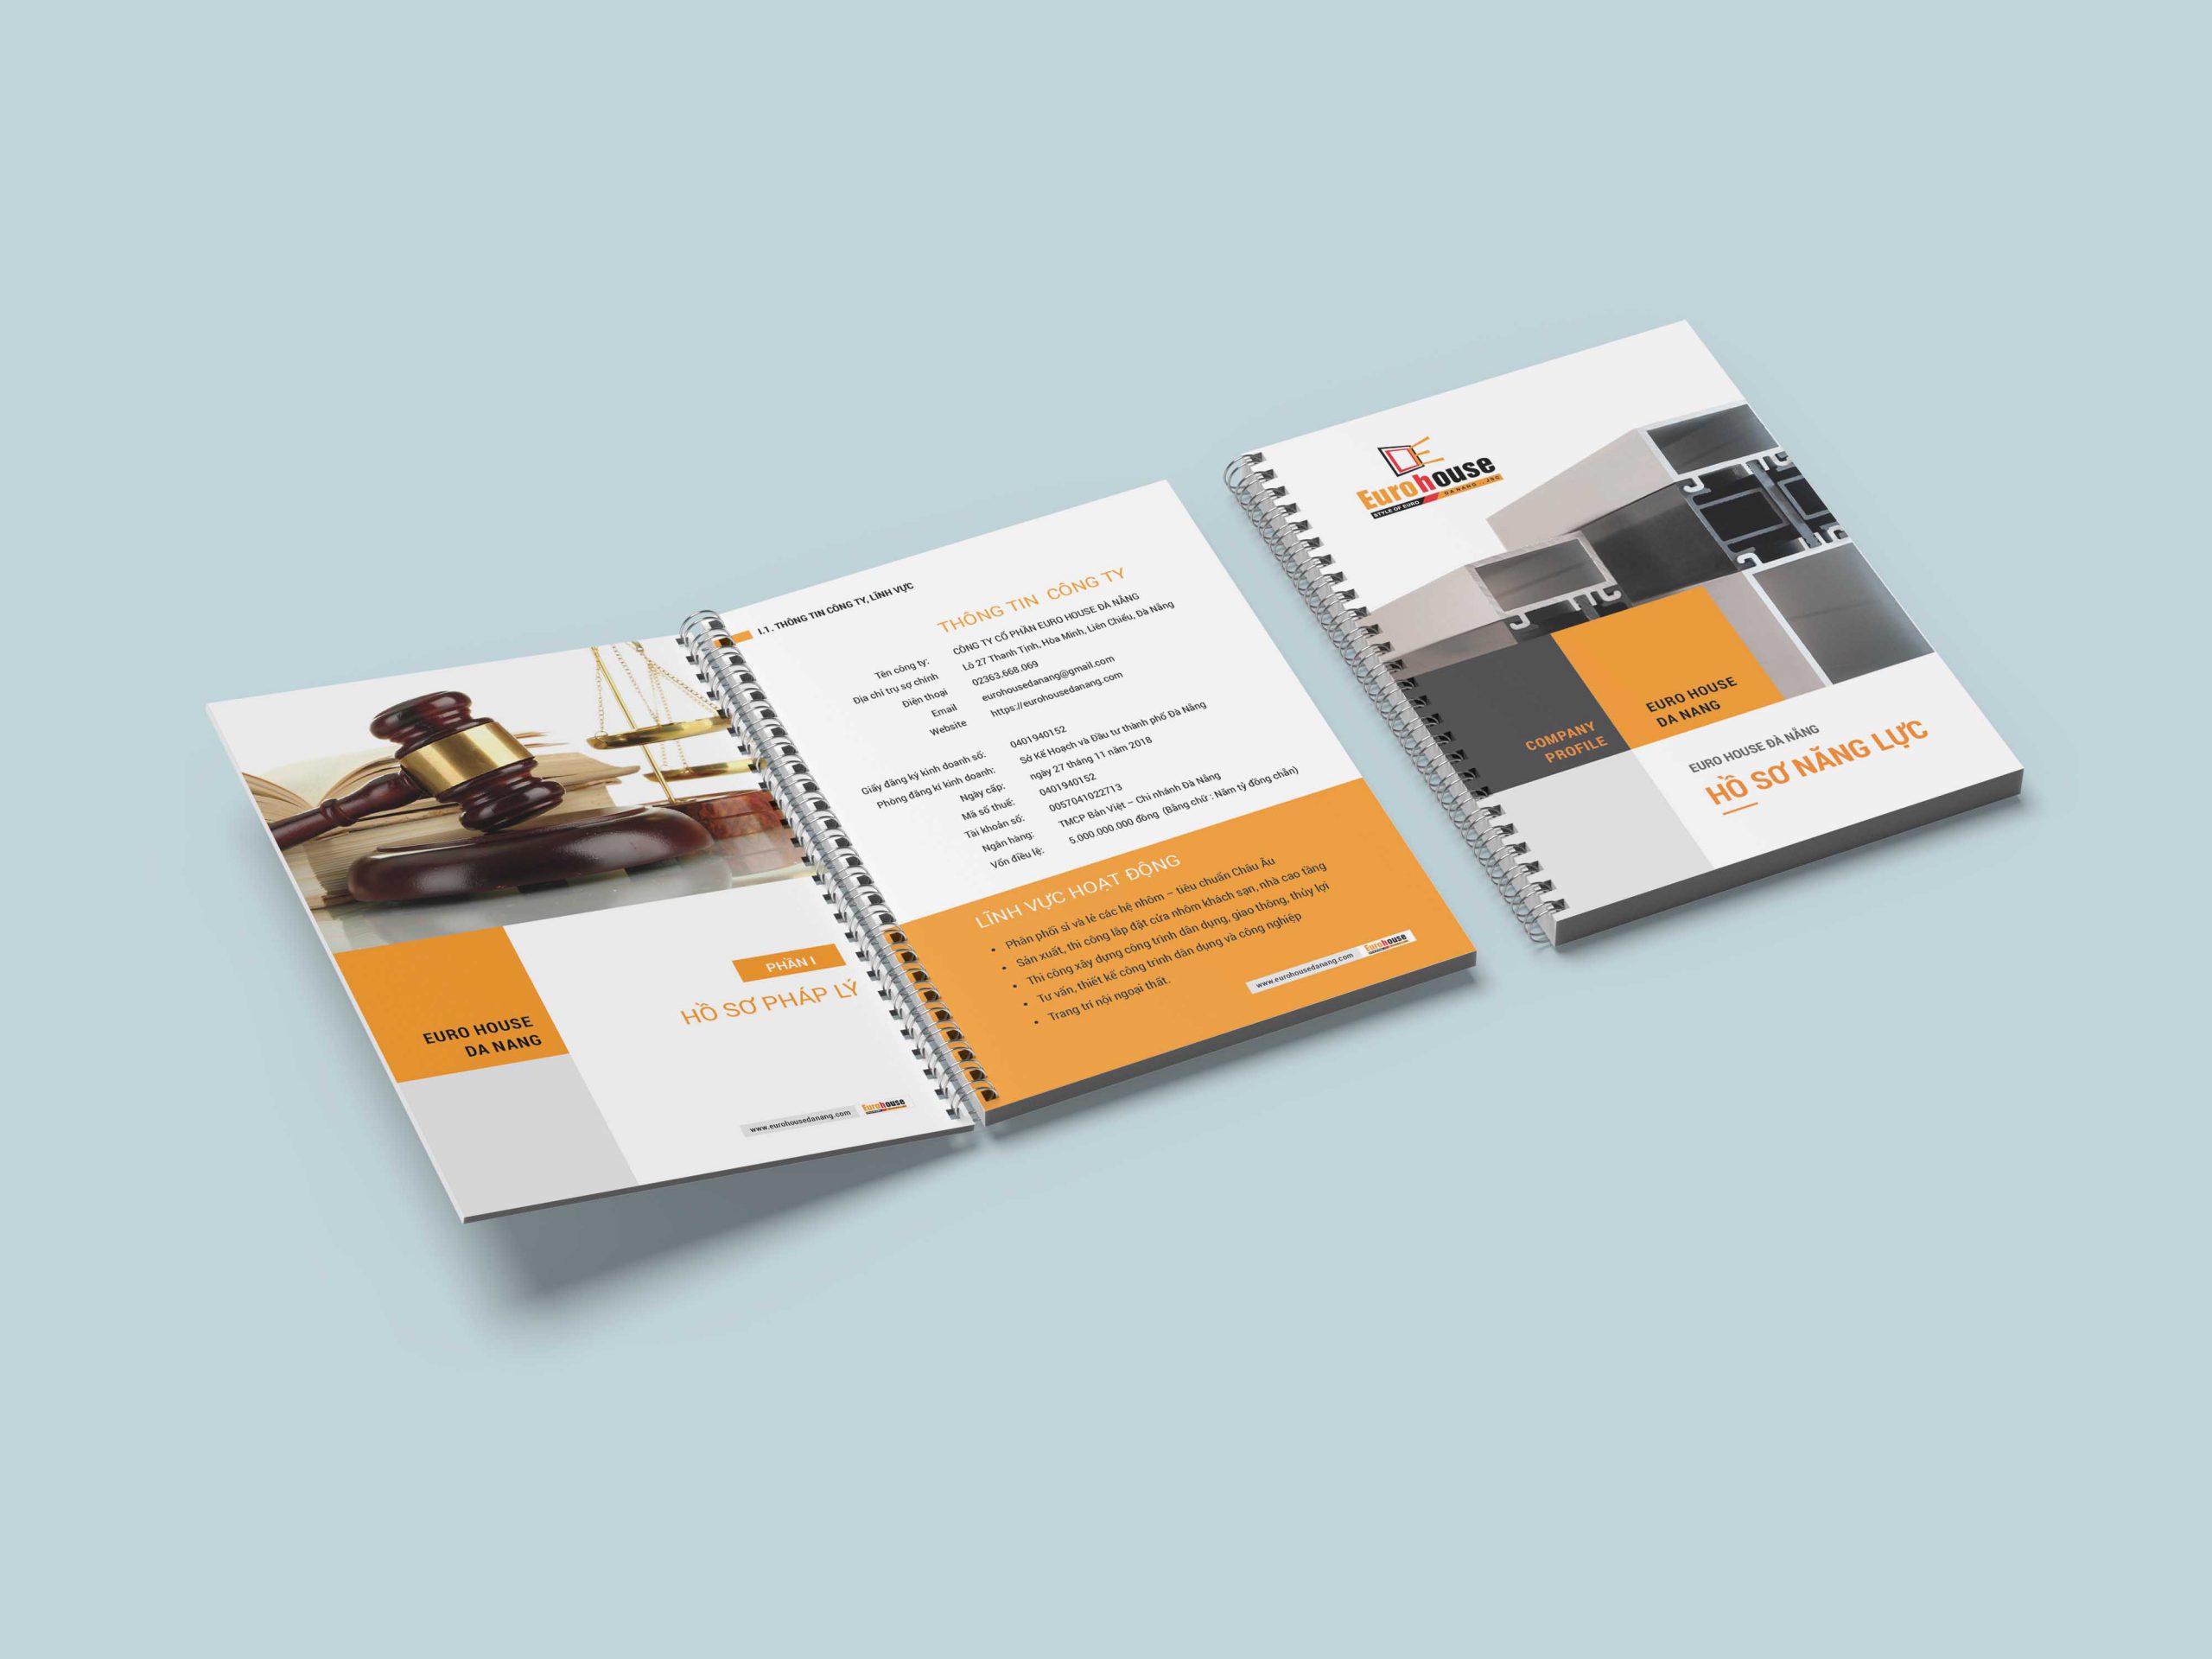 EURO HOUSE
DA NANG
PHẦN I
HỒ SƠ PHÁP LÝ
www.eurohousedanang.com
Eurohouse
I.1. THÔNG TIN CÔNG TY, LĨNH VỰC
THÔNG TIN CÔNG TY
Tên công ty: CÔNG TY CỔ PHẦN EURO HOUSE ĐÀ NẴNG
Địa chỉ trụ sợ chính Lô 27 Thanh Tịnh, Hòa Minh, Liên Chiểu, Đà Nẵng
Điện thoại 02363.668.069
Email eurohousedanang@gmail.com
Website https://eurohousedanang.com
Giấy đăng ký kinh doanh số: 0401940152
Phòng đăng kí kinh doanh: Sở Kế Hoạch và Đầu tư thành phố Đà Nẵng
Ngày cấp: ngày 27 tháng 11 năm 2018
Mã số thuế: 0401940152
Tài khoản số: 0057041022713
Ngân hàng: TMCP Bản Việt – Chi nhánh Đà Nẵng
Vốn điều lệ: 5.000.000.000 đồng (Bằng chữ : Năm tỷ đồng chẵn)
LĨNH VỰC HOẠT ĐỘNG
• Phân phối sỉ và lẻ các hệ nhôm – tiêu chuẩn Châu Âu
• Sản xuất, thi công lắp đặt cửa nhôm khách sạn, nhà cao tầng
• Thi công xây dựng công trình dân dụng, giao thông, thủy lợi
• Tư vấn, thiết kế công trình dân dụng và công nghiệp
• Trang trí nội ngoại thất.
www.eurohousedanang.com
Eurohouse
Eurohouse
STYLE OF EURO DANANG .,JSC
COMPANY
PROFILE
EURO HOUSE
DA NANG
EURO HOUSE ĐÀ NẴNG
HỒ SƠ NĂNG LỰC